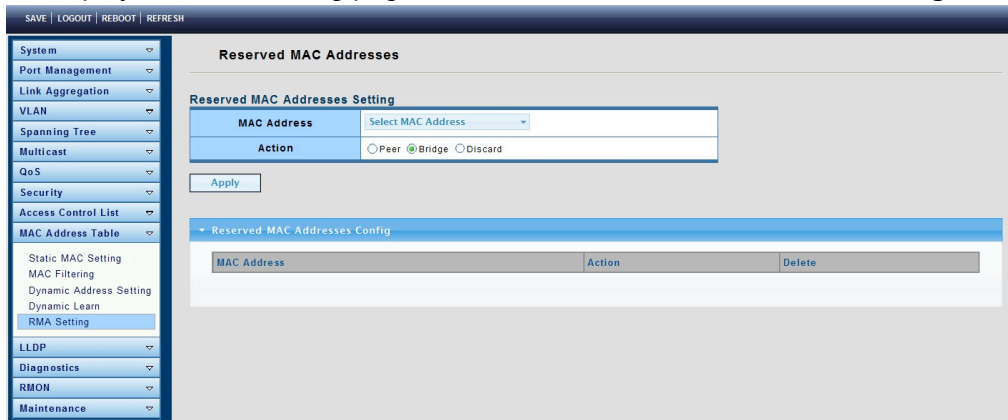 SAVE | LOGOUT | REBOOT | REFRESH
System
Port Management
Link Aggregation
VLAN
Spanning Tree
Multicast
QoS
Security
Access Control List
MAC Address Table
Static MAC Setting
MAC Filtering
Dynamic Address Setting
Dynamic Learn
RMA Setting
LLDP
Diagnostics
RMON
Maintenance
Reserved MAC Addresses
Reserved MAC Addresses Setting
MAC Address Select MAC Address
Action Peer Bridge Discard
Apply
Reserved MAC Addresses Config
MAC Address Action Delete